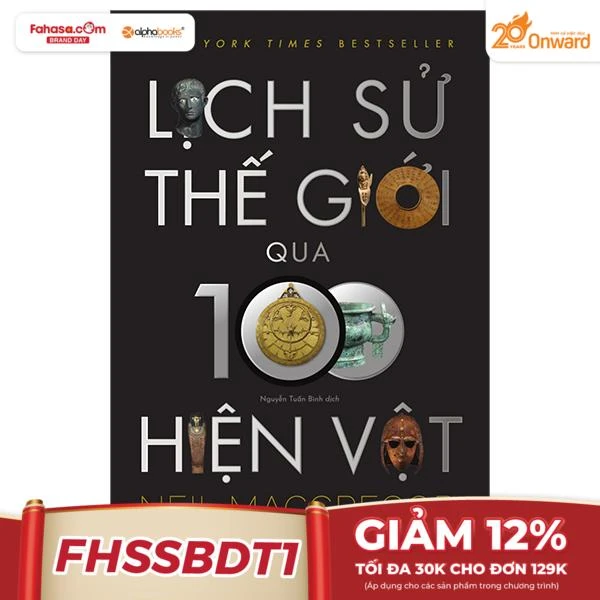 Fahasa.com
BRAND DAY
alphabooks
20 YEARS
Onward
YORK TIMES BESTSELLER
LỊCH SỬ
THẾ GIỚI
QUA
100
Nguyễn Tuấn Bình dịch
HIỆN VẬT
NEIL MACGREGOR
FHSSBDT1
GIẢM 12%
TỐI ĐA 30K CHO ĐƠN 129K
(Áp dụng cho các sản phẩm trong chương trình)